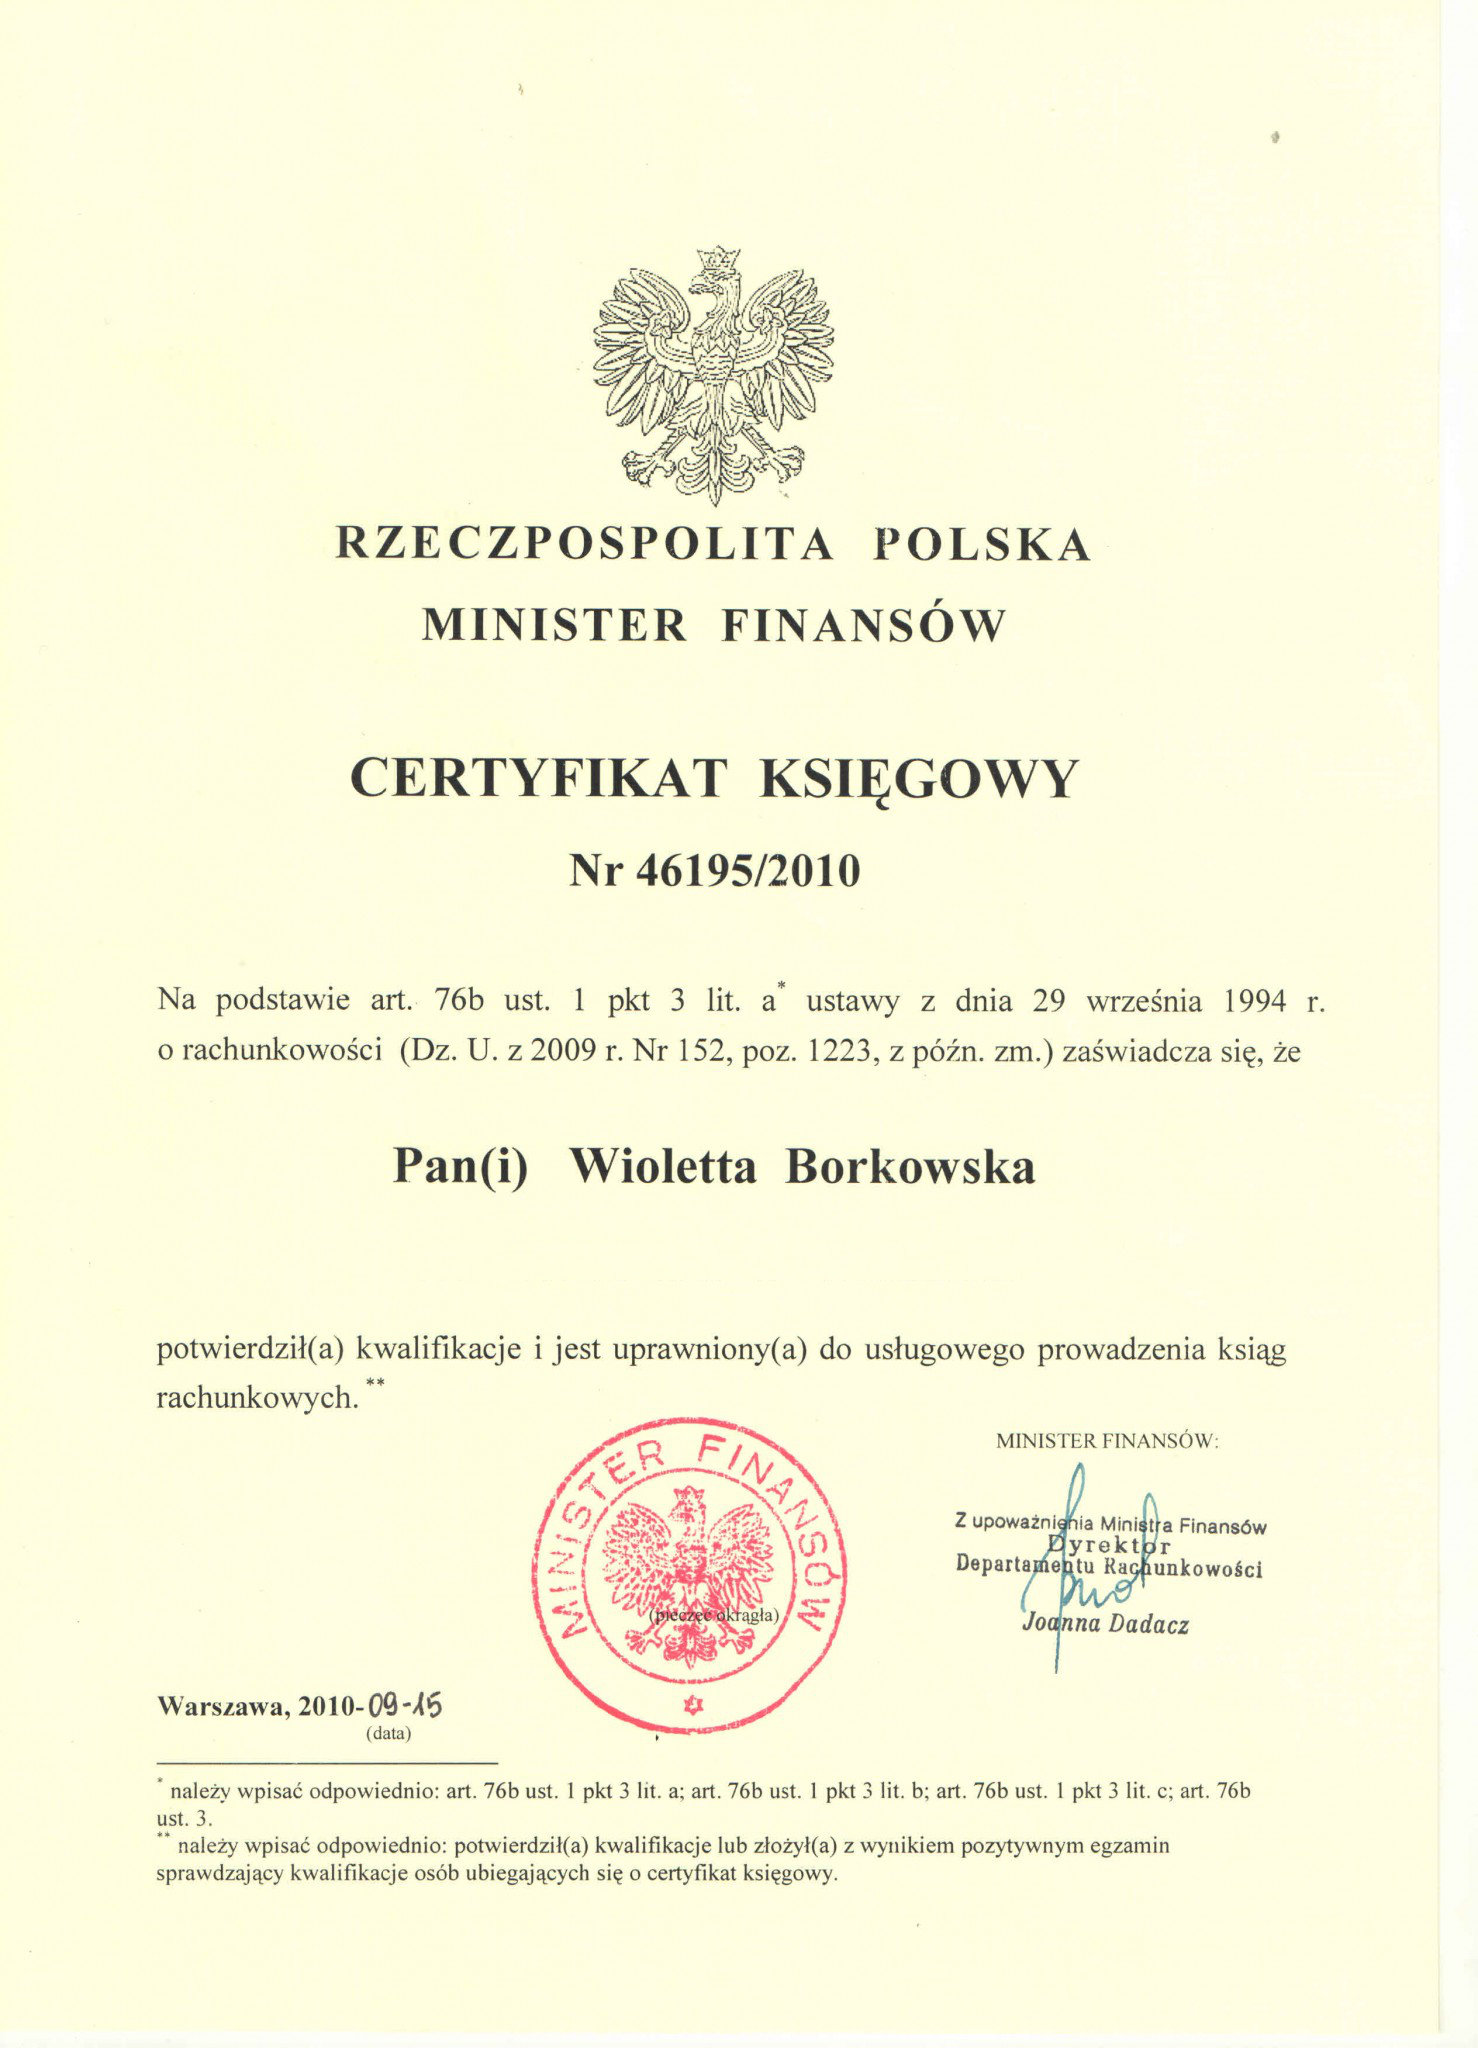 RZECZPOSPOLITA POLSKA
MINISTER FINANSÓW
CERTYFIKAT KSIĘGOWY
Nr 46195/2010
Na podstawie art. 76b ust. 1 pkt 3 lit. a* ustawy z dnia 29 września 1994 r.
o rachunkowości (Dz. U. z 2009 r. Nr 152, poz. 1223, z późn. zm.) zaświadcza się, że
Pan(i) Wioletta Borkowska
potwierdził(a) kwalifikacje i jest uprawniony(a) do usługowego prowadzenia ksiąg
rachunkowych.**
MINISTER FINANSÓW
(pieczęć okrągła)
MINISTER FINANSÓW:
Z upoważnienia Ministra Finansów
Dyrektor
Departamentu Rachunkowości
Joanna Dadacz
Warszawa, 2010-09-15
(data)
* należy wpisać odpowiednio: art. 76b ust. 1 pkt 3 lit. a; art. 76b ust. 1 pkt 3 lit. b; art. 76b ust. 1 pkt 3 lit. c; art. 76b
ust. 3.
** należy wpisać odpowiednio: potwierdził(a) kwalifikacje lub złożył(a) z wynikiem pozytywnym egzamin
sprawdzający kwalifikacje osób ubiegających się o certyfikat księgowy.